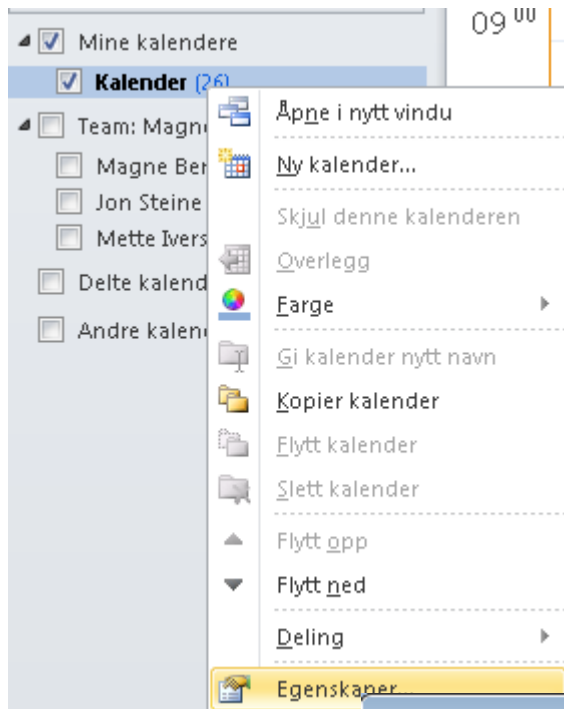 09 00
Mine kalendere
Kalender (26)
Team: Magn
Magne Ber
Jon Steine
Mette Ivers
Delte kalend
Andre kalen
Åpne i nytt vindu
Ny kalender...
Skjul denne kalenderen
Overlegg
Farge
Gi kalender nytt navn
Kopier kalender
Flytt kalender
Slett kalender
Flytt opp
Flytt ned
Deling
Egenskaper...